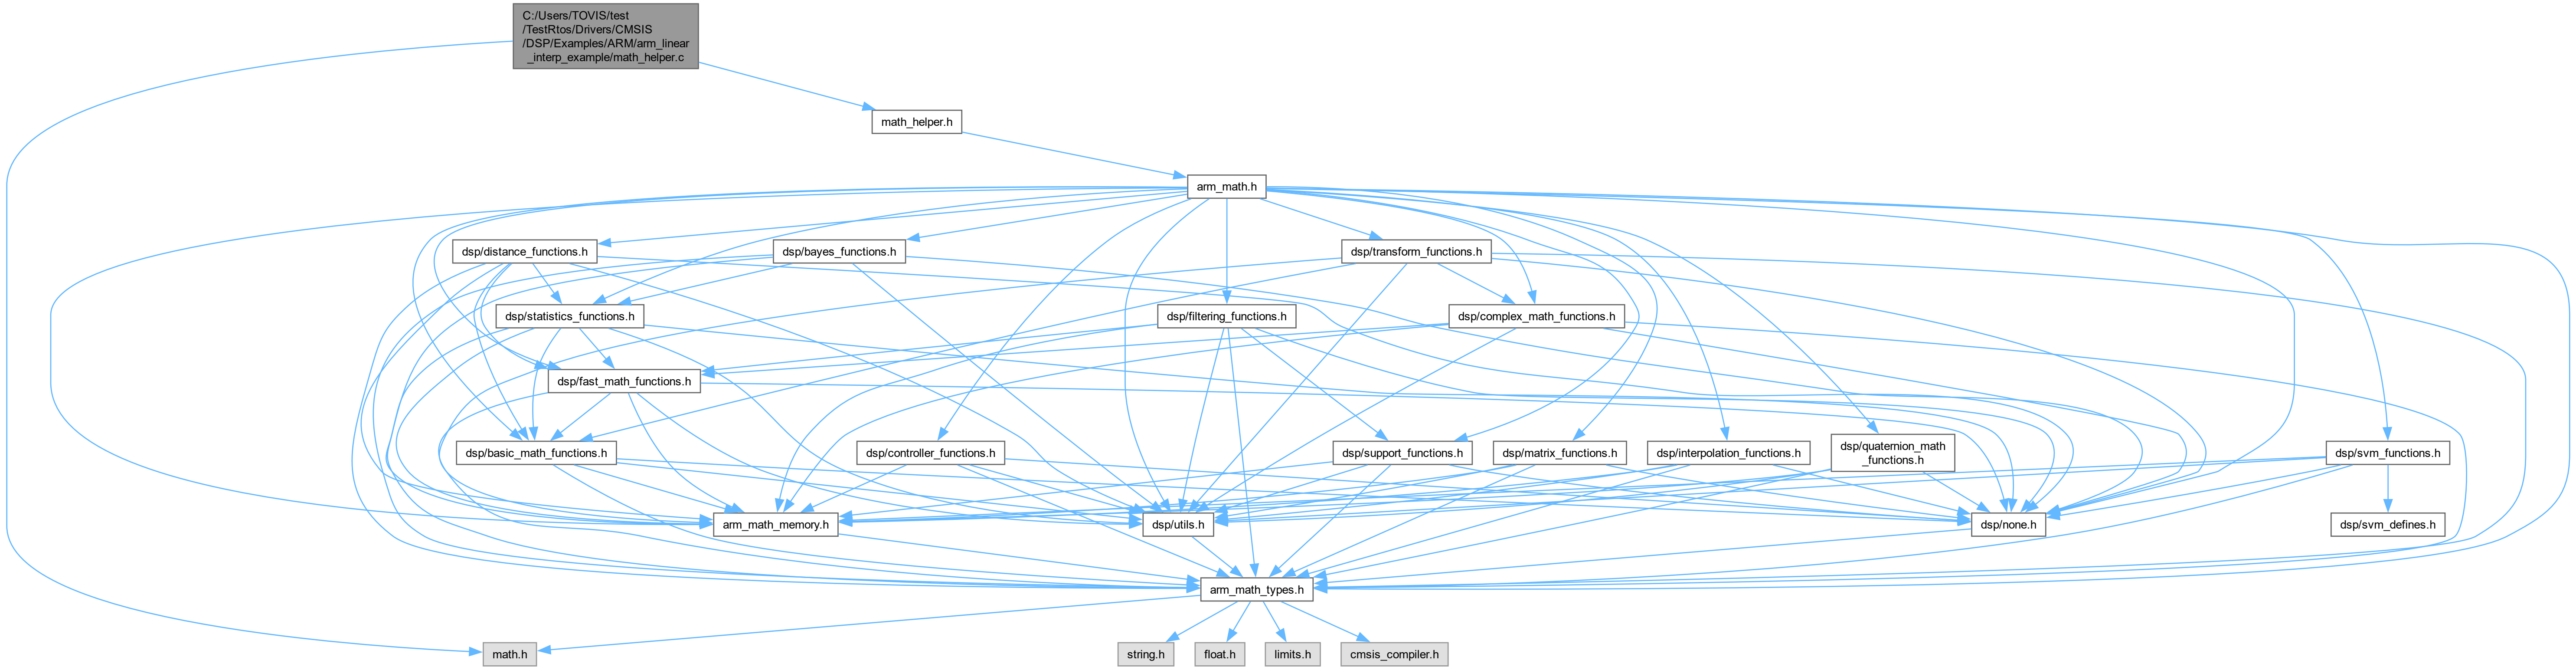 C:/Users/TOVIS/test
/TestRtos/Drivers/CMSIS
/DSP/Examples/ARM/arm_linear
_interp_example/math_helper.c
math_helper.h
arm_math.h
dsp/distance_functions.h
dsp/bayes_functions.h
dsp/transform_functions.h
dsp/statistics_functions.h
dsp/filtering_functions.h
dsp/complex_math_functions.h
dsp/fast_math_functions.h
dsp/basic_math_functions.h
dsp/controller_functions.h
dsp/support_functions.h
dsp/matrix_functions.h
dsp/interpolation_functions.h
dsp/quaternion_math
_functions.h
dsp/svm_functions.h
arm_math_memory.h
dsp/utils.h
dsp/none.h
dsp/svm_defines.h
arm_math_types.h
math.h
string.h
float.h
limits.h
cmsis_compiler.h